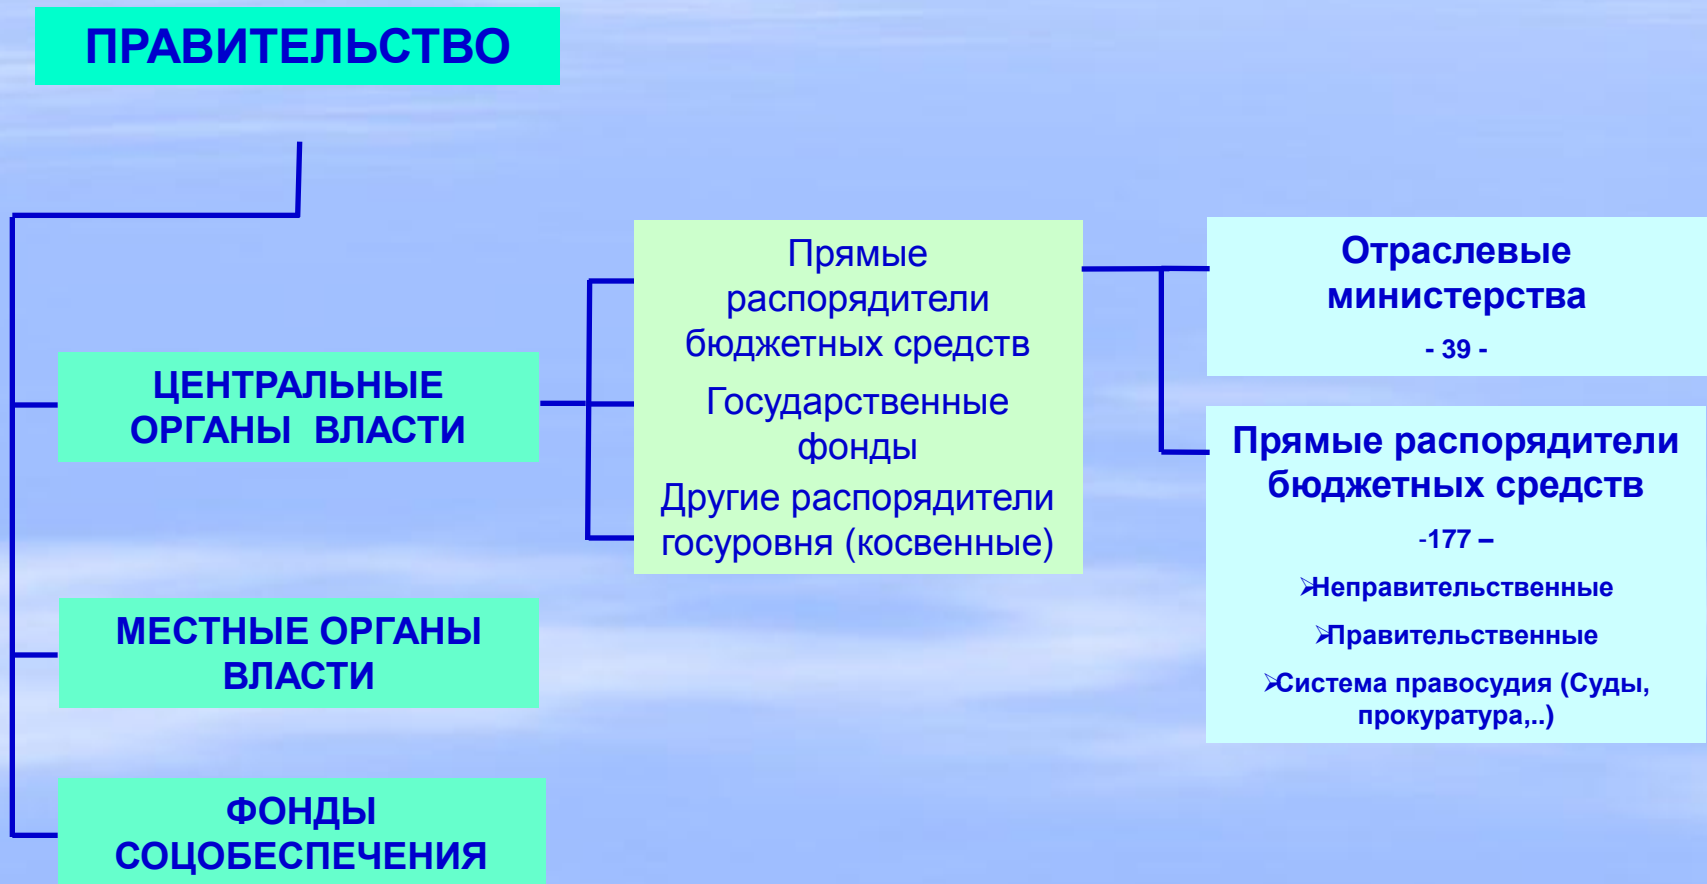 ПРАВИТЕЛЬСТВО
ЦЕНТРАЛЬНЫЕ
ОРГАНЫ ВЛАСТИ
МЕСТНЫЕ ОРГАНЫ
ВЛАСТИ
ФОНДЫ
СОЦОБЕСПЕЧЕНИЯ
Прямые
распорядители
бюджетных средств
Государственные
фонды
Другие распорядители
госуровня (косвенные)
Отраслевые
министерства
- 39 -
Прямые распорядители
бюджетных средств
-177 –
➢Неправительственные
➢Правительственные
➢Система правосудия (Суды,
прокуратура,..)